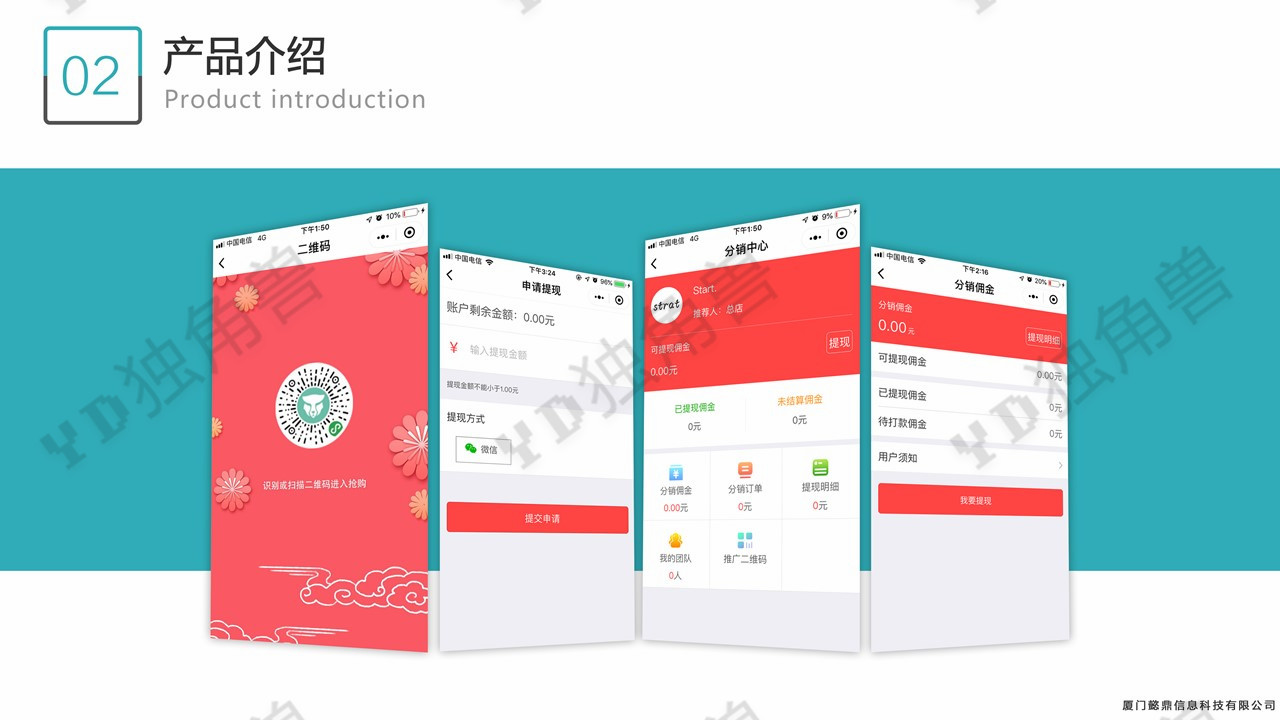 02
产品介绍
Product introduction
中国电信 4G
下午1:50
10%
二维码
识别或扫描二维码进入抢购
中国电信
下午3:24
96%
申请提现
账户剩余金额：0.00元
¥ 输入提现金额
提现金额不能小于1.00元
提现方式
微信
提交申请
中国电信 4G
下午1:50
9%
分销中心
strat
Start.
推荐人：总店
可提现佣金
0.00元
提现
已提现佣金
0元
未结算佣金
0元
分销佣金
0.00元
分销订单
0元
提现明细
0元
我的团队
0人
推广二维码
中国电信
下午2:16
20%
分销佣金
分销佣金
0.00元
提现明细
可提现佣金
0.00元
已提现佣金
0元
待打款佣金
0元
用户须知
我要提现
YD独角兽
YD独角兽
YD独角兽
厦门懿鼎信息科技有限公司